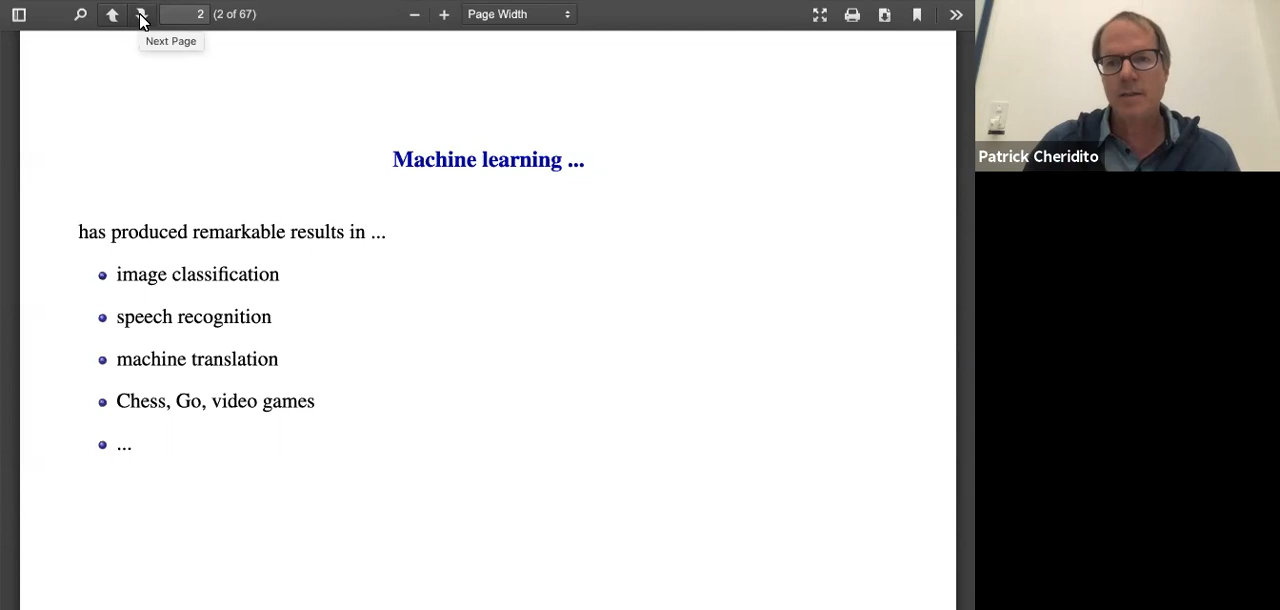 2 (2 of 67)
Page Width
Next Page
Machine learning ...
has produced remarkable results in ...
image classification
speech recognition
machine translation
Chess, Go, video games
...
Patrick Cheridito